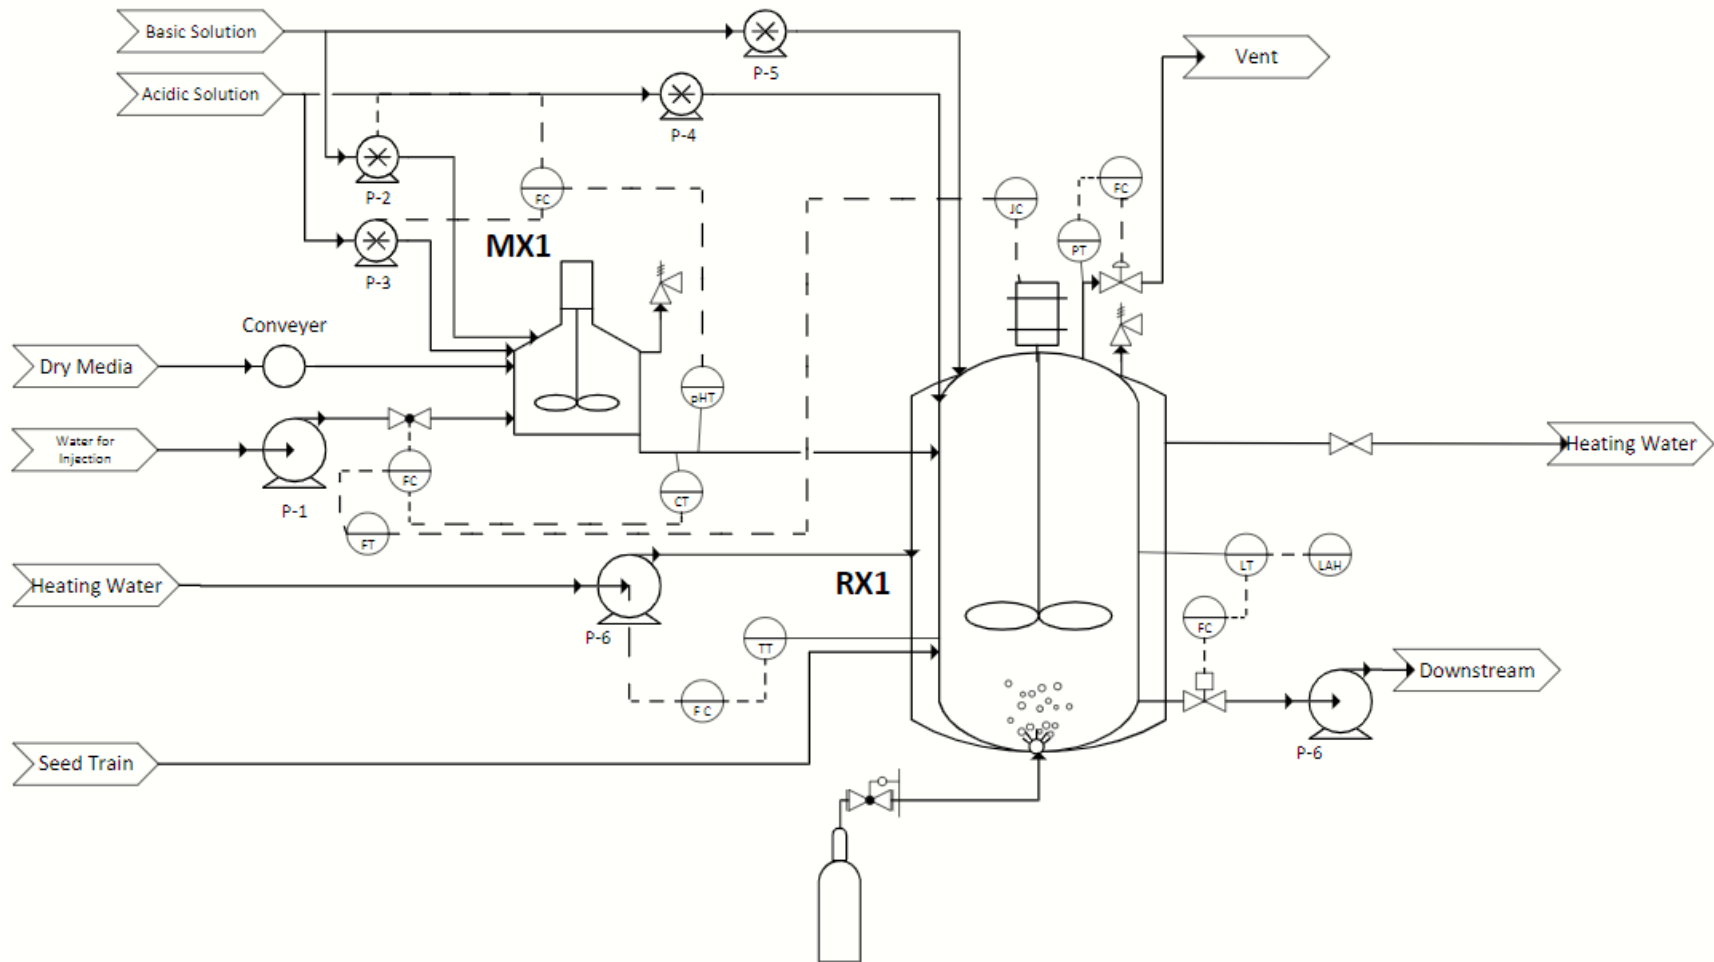 Basic Solution
P-5
Vent
Acidic Solution
P-4
P-2
FC
JC
FC
PT
P-3
MX1
Conveyer
Dry Media
pHT
Water for
Injection
FC
CT
P-1
FT
Heating Water
Heating Water
P-6
RX1
LT
LAH
FC
TT
F C
Downstream
P-6
Seed Train